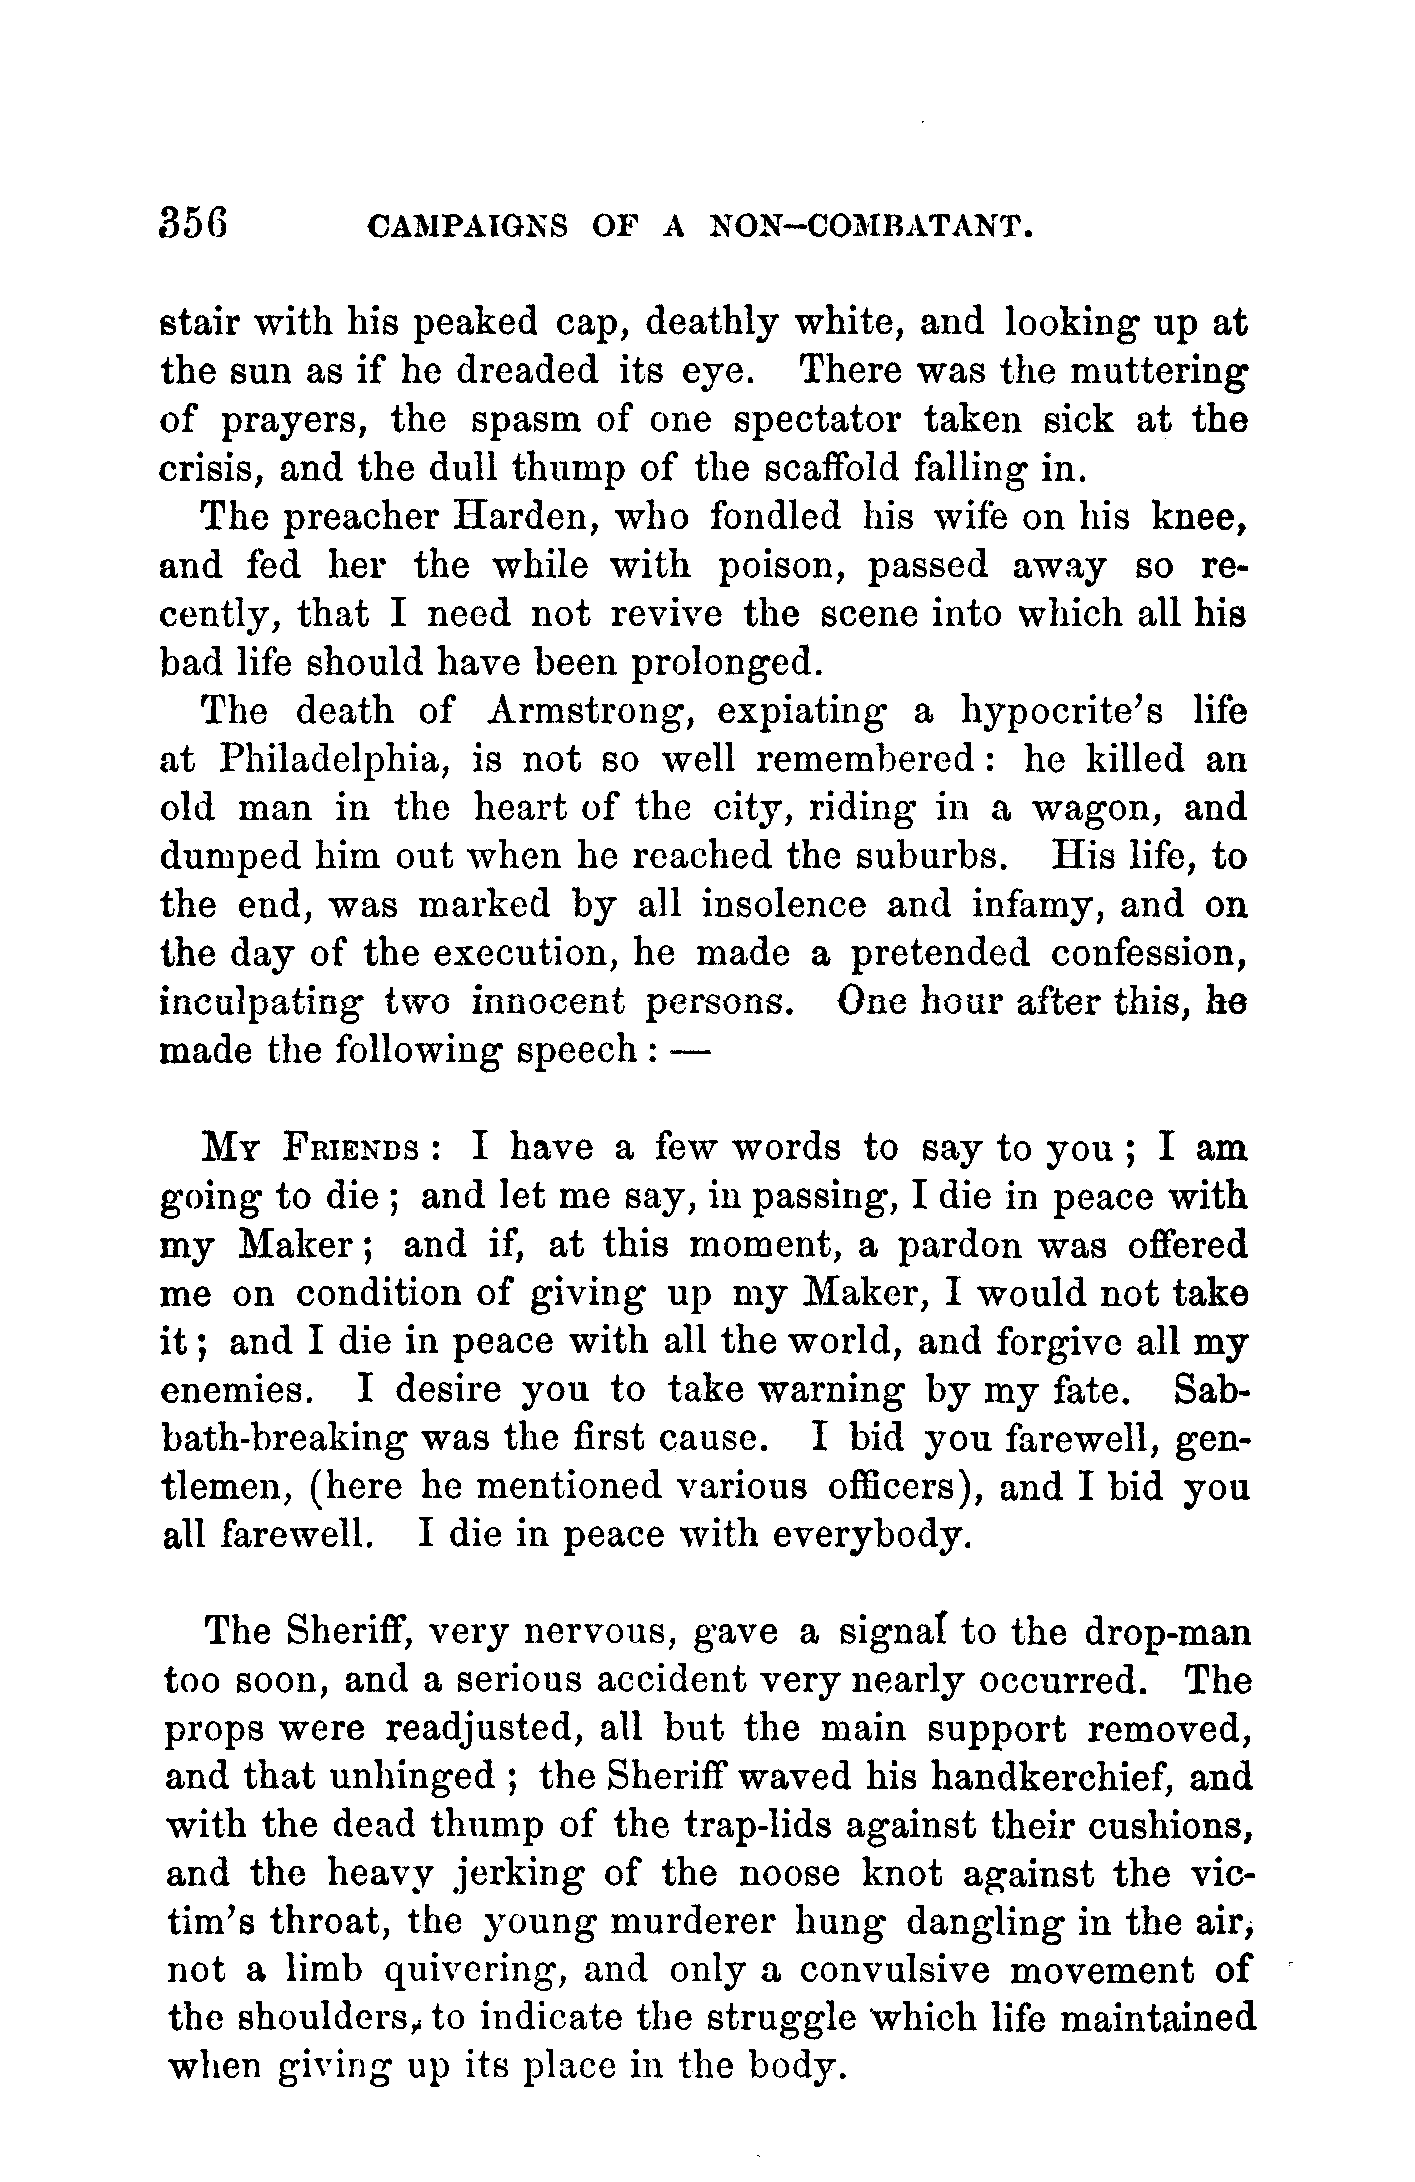 356 CAMPAIGNS OF A NON-COMBATANT.
stair with his peaked cap, deathly white, and looking up at
the sun as if he dreaded its eye. There was the muttering
of prayers, the spasm of one spectator taken sick at the
crisis, and the dull thump of the scaffold falling in.
The preacher Harden, who fondled his wife on his knee,
and fed her the while with poison, passed away so re-
cently, that I need not revive the scene into which all his
bad life should have been prolonged.
The death of Armstrong, expiating a hypocrite's life
at Philadelphia, is not so well remembered : he killed an
old man in the heart of the city, riding in a wagon, and
dumped him out when he reached the suburbs. His life, to
the end, was marked by all insolence and infamy, and on
the day of the execution, he made a pretended confession,
inculpating two innocent persons. One hour after this, he
made the following speech : —
MY FRIENDS : I have a few words to say to you ; I am
going to die ; and let me say, in passing, I die in peace with
my Maker ; and if, at this moment, a pardon was offered
me on condition of giving up my Maker, I would not take
it ; and I die in peace with all the world, and forgive all my
enemies. I desire you to take warning by my fate. Sab-
bath-breaking was the first cause. I bid you farewell, gen-
tlemen, (here he mentioned various officers), and I bid you
all farewell. I die in peace with everybody.
The Sheriff, very nervous, gave a signal to the drop-man
too soon, and a serious accident very nearly occurred. The
props were readjusted, all but the main support removed,
and that unhinged ; the Sheriff waved his handkerchief, and
with the dead thump of the trap-lids against their cushions,
and the heavy jerking of the noose knot against the vic-
tim's throat, the young murderer hung dangling in the air,
not a limb quivering, and only a convulsive movement of
the shoulders, to indicate the struggle which life maintained
when giving up its place in the body.